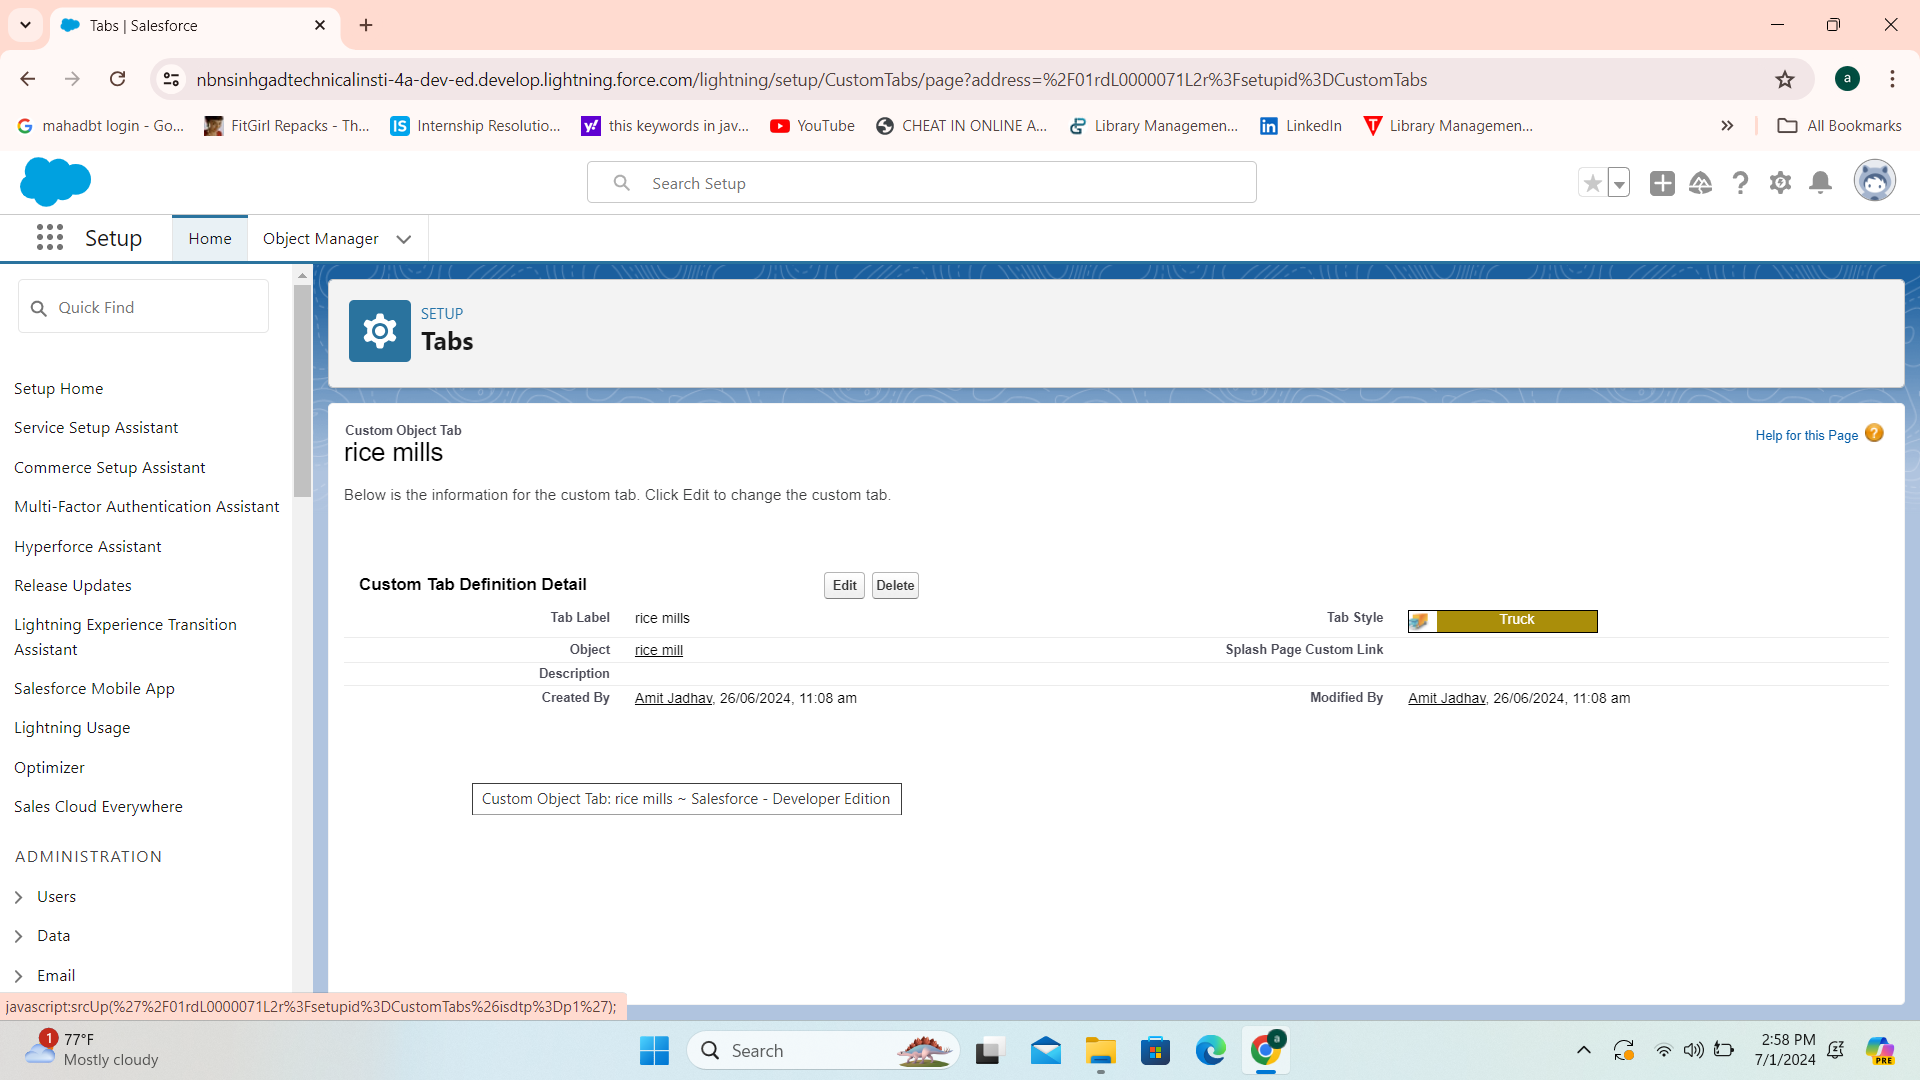 Tabs | Salesforce
nbnsinhgadtechnicalinsti-4a-dev-ed.develop.lightning.force.com/lightning/setup/CustomTabs/page?address=%2F01rdL0000071L2r%3Fsetupid%3DCustomTabs
a
mahadbt login - Go... FitGirl Repacks - Th... Internship Resolutio... this keywords in jav... YouTube CHEAT IN ONLINE A... Library Managemen... LinkedIn Library Managemen... All Bookmarks
Search Setup
Setup Home Object Manager
Quick Find
Setup Home
Service Setup Assistant
Commerce Setup Assistant
Multi-Factor Authentication Assistant
Hyperforce Assistant
Release Updates
Lightning Experience Transition
Assistant
Salesforce Mobile App
Lightning Usage
Optimizer
Sales Cloud Everywhere
ADMINISTRATION
Users
Data
Email
SETUP
Tabs
Custom Object Tab
rice mills
Help for this Page
Below is the information for the custom tab. Click Edit to change the custom tab.
Custom Tab Definition Detail Edit Delete
Tab Label rice mills Tab Style Truck
Object rice mill Splash Page Custom Link
Description
Created By Amit Jadhav, 26/06/2024, 11:08 am Modified By Amit Jadhav, 26/06/2024, 11:08 am
Custom Object Tab: rice mills ~ Salesforce - Developer Edition
javascript:srcUp(%27%2F01rdL0000071L2r%3Fsetupid%3DCustomTabs%26isdtp%3Dp1%27);
1
77°F
Mostly cloudy
Search
a
2:58 PM
7/1/2024
PRE